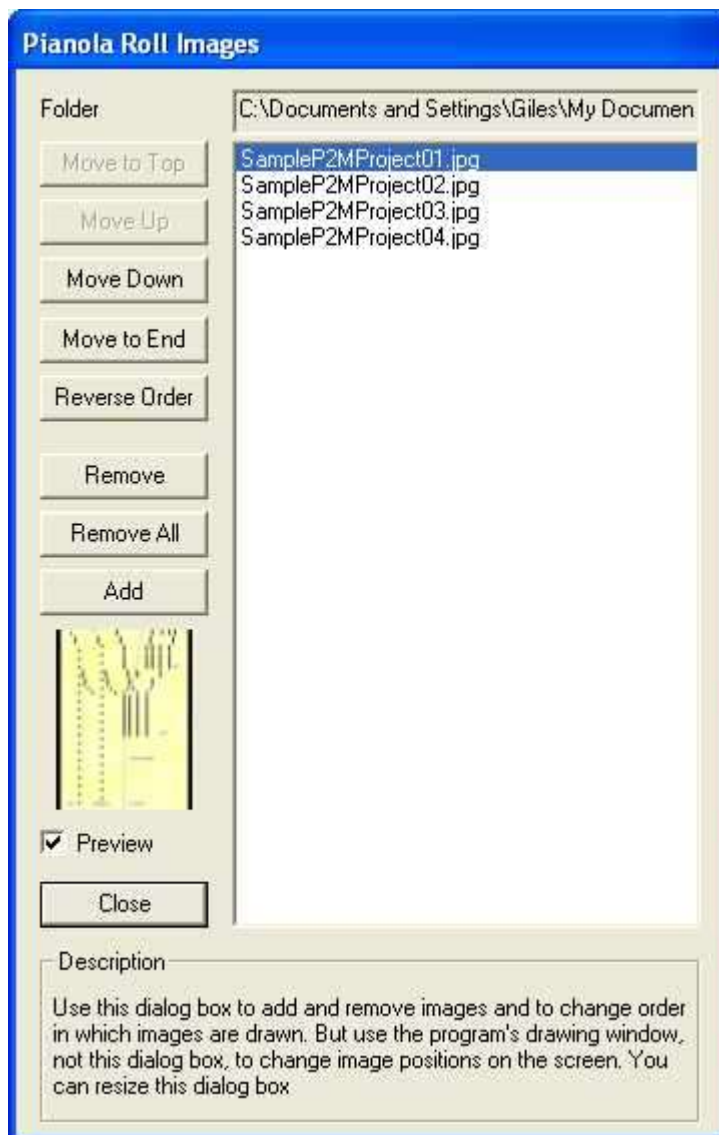 Pianola Roll Images
Folder
C:\Documents and Settings\Giles\My Documen
Move to Top
Move Up
Move Down
Move to End
Reverse Order
Remove
Remove All
Add
Preview
Close
SampleP2MProject01.jpg
SampleP2MProject02.jpg
SampleP2MProject03.jpg
SampleP2MProject04.jpg
Description
Use this dialog box to add and remove images and to change order
in which images are drawn. But use the program's drawing window,
not this dialog box, to change image positions on the screen. You
can resize this dialog box